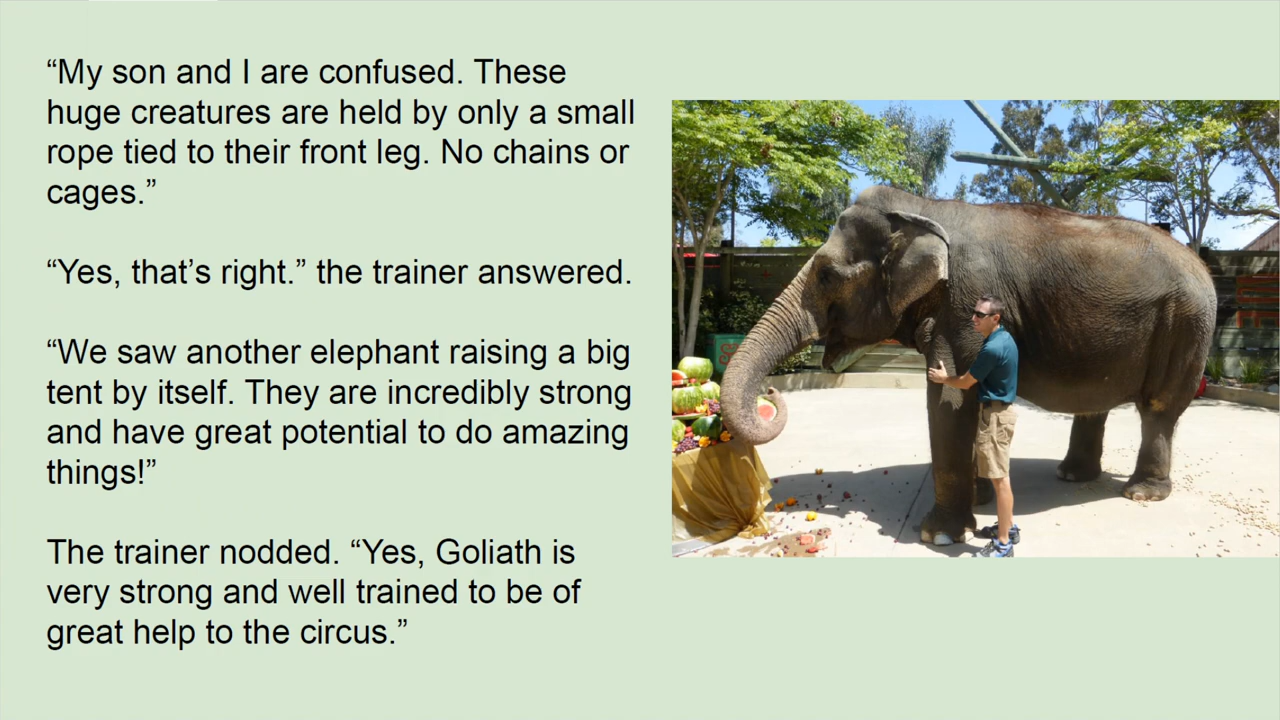 “My son and I are confused. These
huge creatures are held by only a small
rope tied to their front leg. No chains or
cages.”
“Yes, that’s right.” the trainer answered.
“We saw another elephant raising a big
tent by itself. They are incredibly strong
and have great potential to do amazing
things!”
The trainer nodded. “Yes, Goliath is
very strong and well trained to be of
great help to the circus.”